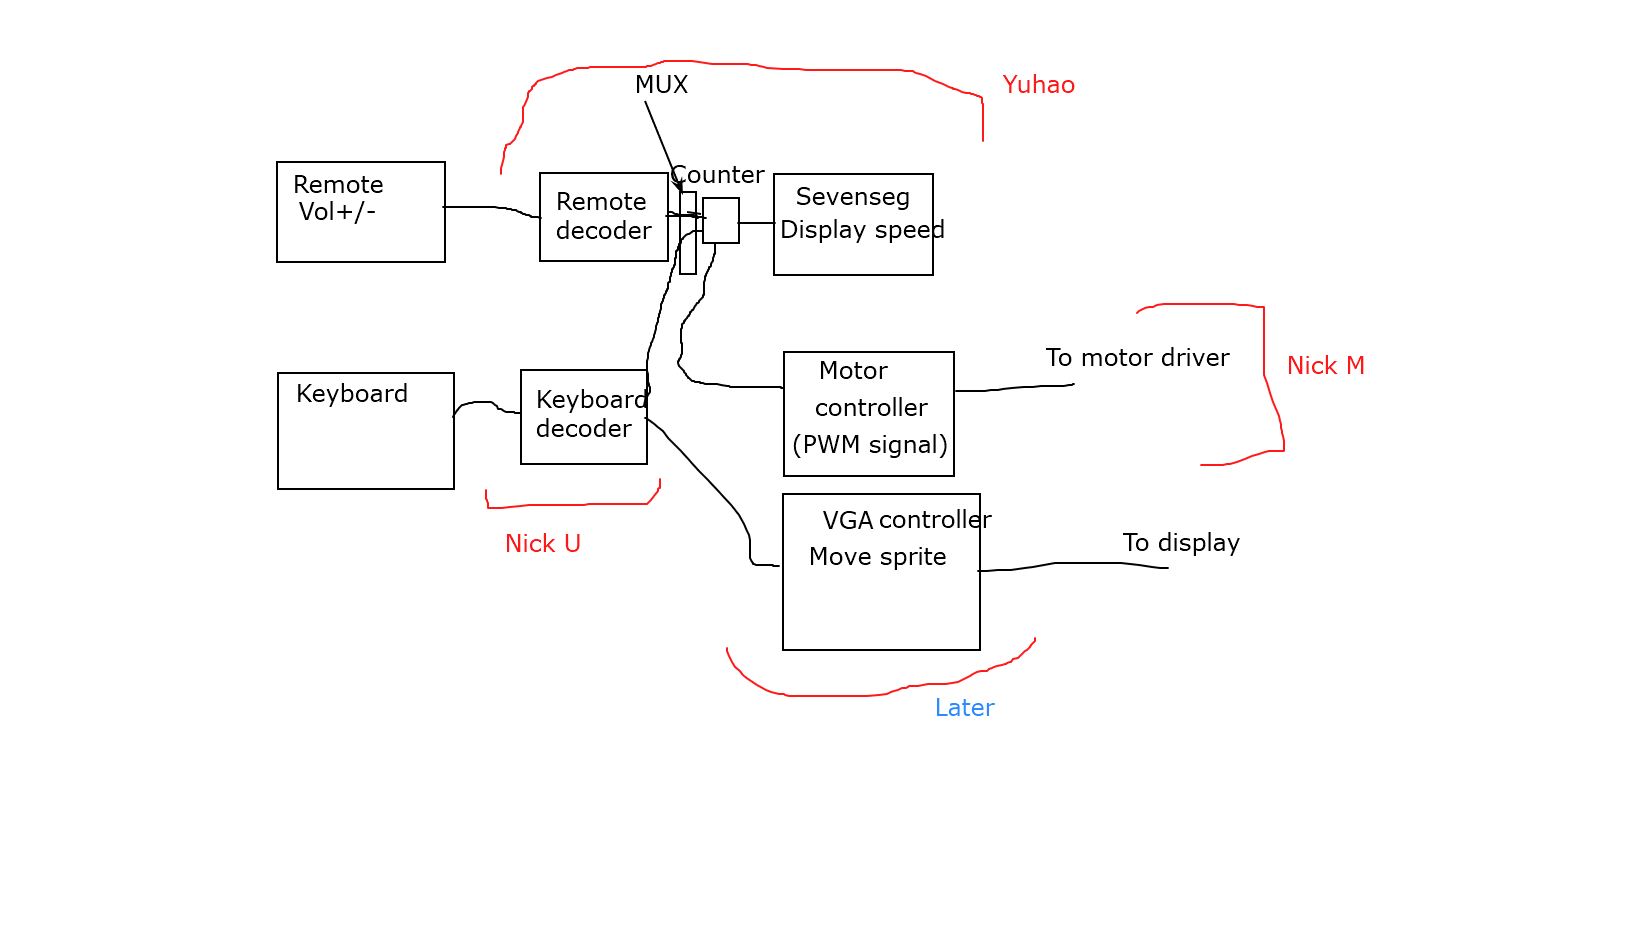 MUX
Yuhao
Counter
Remote
Vol+/-
Remote
decoder
Sevenseg
Display speed
To motor driver
Nick M
Motor
controller
(PWM signal)
Keyboard
Keyboard
decoder
Nick U
VGA controller
Move sprite
To display
Later